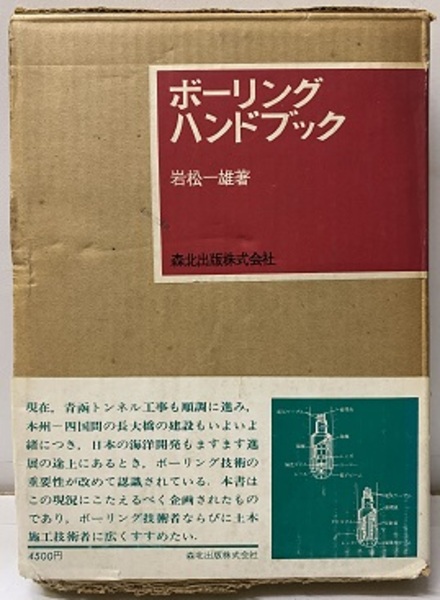 ボーリング
ハンドブック
岩松一雄著
森北出版株式会社
現在，青函トンネル工事も順調に進み，
本州－四国間の長大橋の建設もいよいよ
緒につき，日本の海洋開発もますます進
展の途上にあるとき，ボーリング技術の
重要性が改めて認識されている．本書は
この現況にこたえるべく企画されたもの
であり，ボーリング技術者ならびに土木
施工技術者に広くすすめたい．
4500円
森北出版株式会社